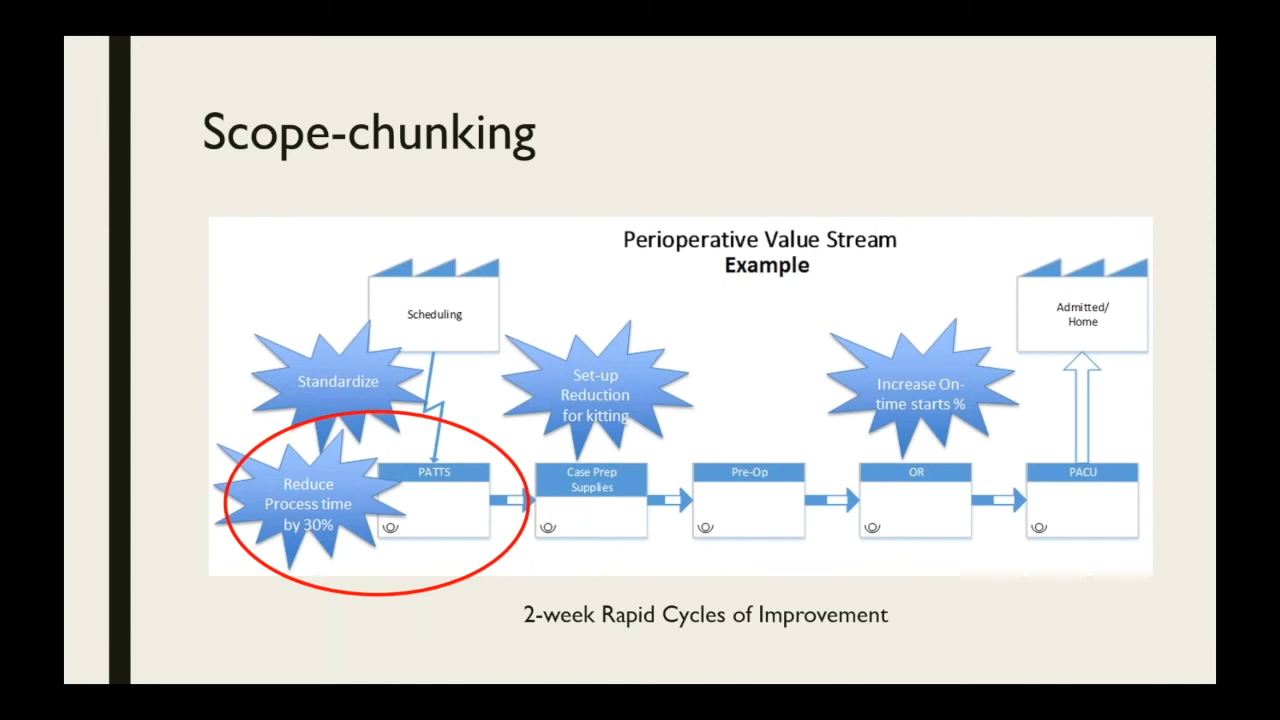 Scope-chunking
Perioperative Value Stream
Example
Scheduling
Admitted/
Home
Standardize
Set-up
Reduction
for kitting
Increase On-
time starts %
Reduce
Process time
by 30%
PATTS
Case Prep
Supplies
Pre-Op
OR
PACU
2-week Rapid Cycles of Improvement